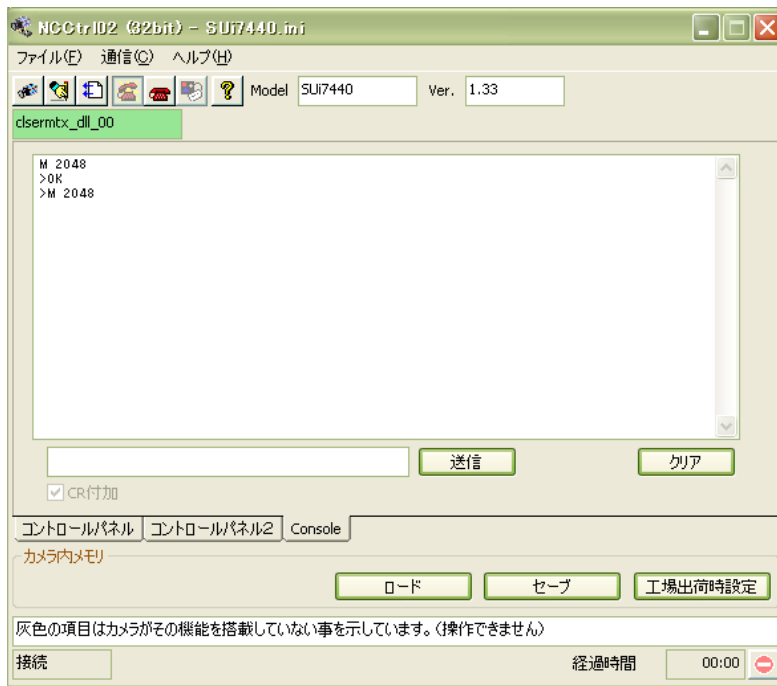 NCCtrl02 (32bit) - SUi7440.ini
ファイル(F) 通信(C) ヘルプ(H)
Model SUi7440 Ver. 1.33
clsermtx_dll_00
M 2048
>OK
>M 2048
送信 クリア
CR付加
コントロールパネル コントロールパネル2 Console
カメラ内メモリ
ロード セーブ 工場出荷時設定
灰色の項目はカメラがその機能を搭載していない事を示しています。(操作できません)
接続 経過時間 00:00